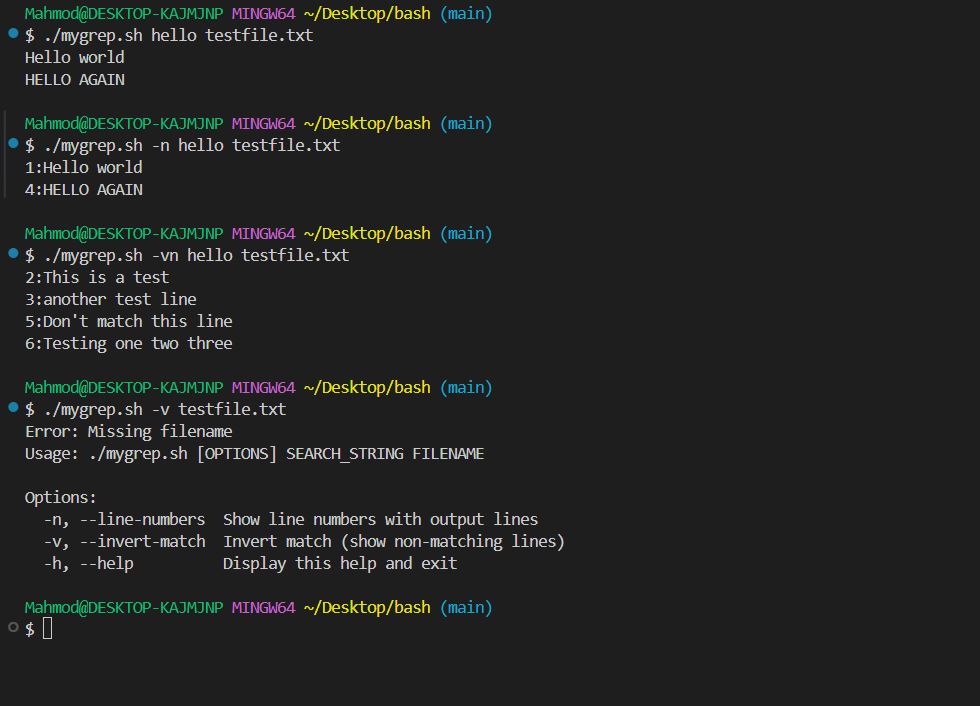 Mahmod@DESKTOP-KAJMJNP MINGW64 ~/Desktop/bash (main)
$ ./mygrep.sh hello testfile.txt
Hello world
HELLO AGAIN

Mahmod@DESKTOP-KAJMJNP MINGW64 ~/Desktop/bash (main)
$ ./mygrep.sh -n hello testfile.txt
1:Hello world
4:HELLO AGAIN

Mahmod@DESKTOP-KAJMJNP MINGW64 ~/Desktop/bash (main)
$ ./mygrep.sh -vn hello testfile.txt
2:This is a test
3:another test line
5:Don't match this line
6:Testing one two three

Mahmod@DESKTOP-KAJMJNP MINGW64 ~/Desktop/bash (main)
$ ./mygrep.sh -v testfile.txt
Error: Missing filename
Usage: ./mygrep.sh [OPTIONS] SEARCH_STRING FILENAME

Options:
  -n, --line-numbers  Show line numbers with output lines
  -v, --invert-match  Invert match (show non-matching lines)
  -h, --help          Display this help and exit

Mahmod@DESKTOP-KAJMJNP MINGW64 ~/Desktop/bash (main)
$